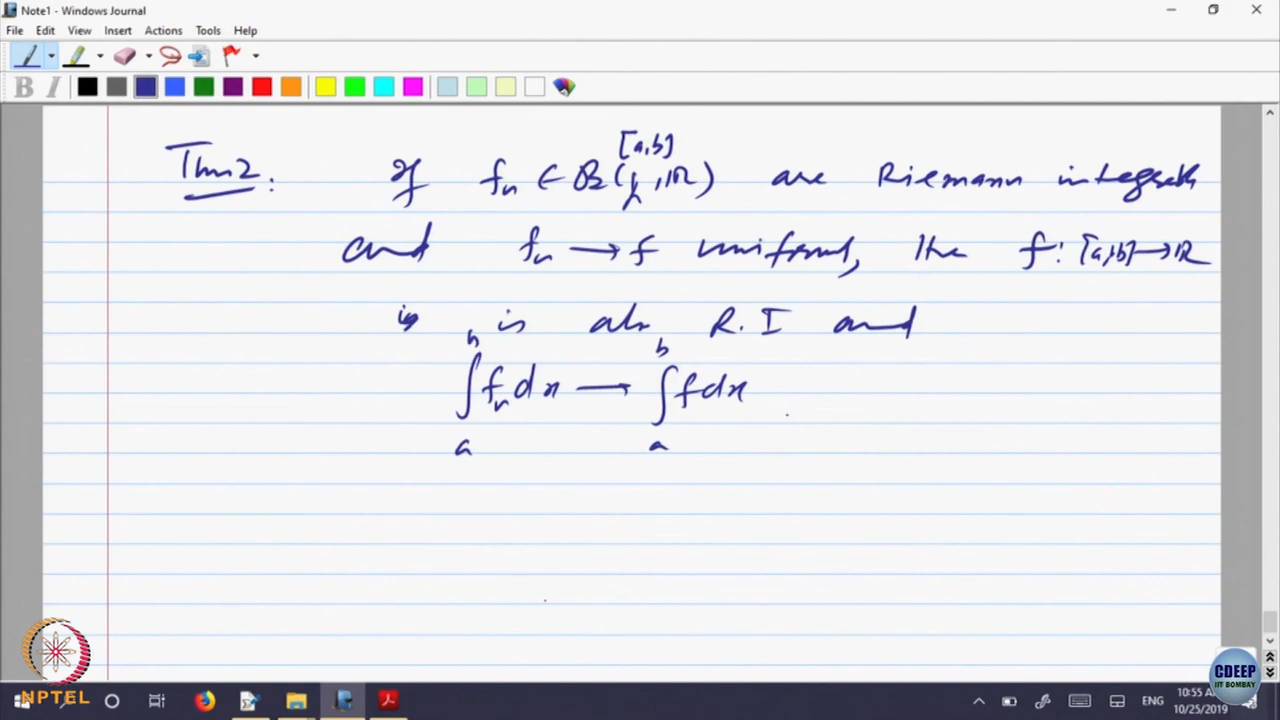 Note1 - Windows Journal
File Edit View Insert Actions Tools Help
B I
[a,b]
Thm2: If fₙ ∈ B( , ℝ) are Riemann integrable
and fₙ → f uniformly, the f: [a,b] → ℝ
is is also R.I and
∫ₐᵇ fₙ dx → ∫ₐᵇ f dx
NPTEL
CDEEP
IIT BOMBAY
ENG
10:55 A
10/25/2019